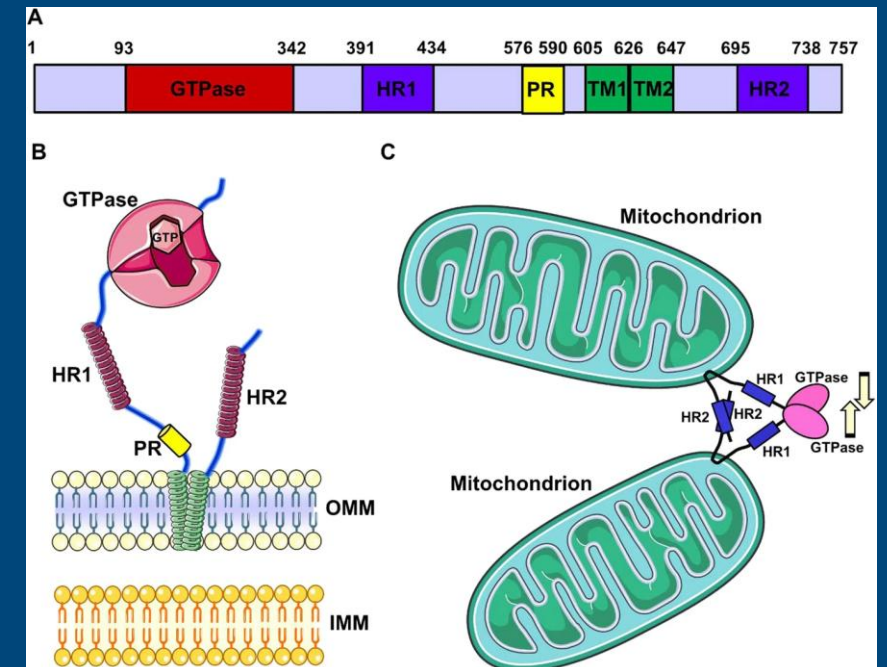 A
1 93 342 391 434 576 590 605 626 647 695 738 757
GTPase HR1 PR TM1 TM2 HR2
B
GTPase
GTP
HR1
HR2
PR
OMM
IMM
C
Mitochondrion
HR1
GTPase
HR2
HR2
HR1
GTPase
Mitochondrion